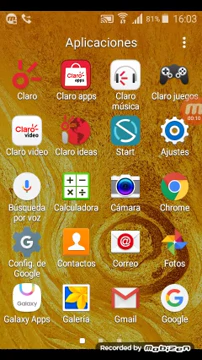 81% 16:03
Aplicaciones
Claro
Claro apps
Claro música
Claro juegos
Claro video
Claro ideas
Start
Ajustes
Búsqueda por voz
Calculadora
Cámara
Chrome
Config. de Google
Contactos
Correo
Fotos
Galaxy Apps
Galería
Gmail
Google
Recorded by Mobizen